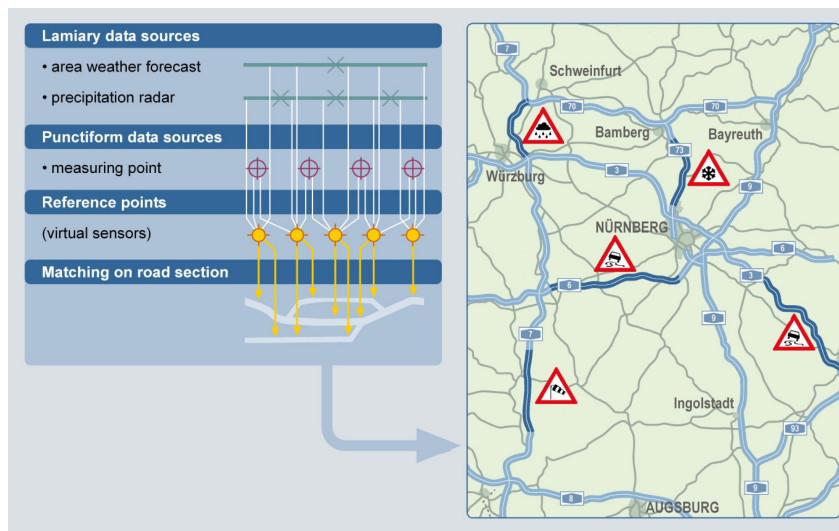 Lamiary data sources
• area weather forecast
• precipitation radar
Punctiform data sources
• measuring point
Reference points
(virtual sensors)
Matching on road section
7
Schweinfurt
70
70
Bamberg
Bayreuth
73
Würzburg
3
9
NÜRNBERG
6
6
3
9
7
Ingolstadt
93
9
8
AUGSBURG